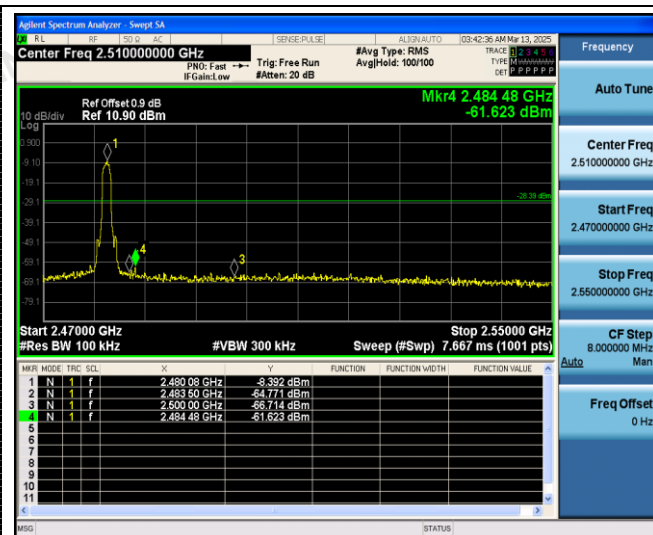 Agilent Spectrum Analyzer - Swept SA
RL RF 50 Ω AC SENSE:PULSE ALIGN AUTO 03:42:36 AM Mar 13, 2025
Center Freq 2.510000000 GHz
PNO: Fast
IFGain:Low
Trig: Free Run
#Atten: 20 dB
#Avg Type: RMS
Avg|Hold: 100/100
TRACE 1 2 3 4 5 6
TYPE M
DET P P P P P P
Ref Offset 0.9 dB
Ref 10.90 dBm
10 dB/div
Log
Mkr4 2.484 48 GHz
-61.623 dBm
0.900
-9.10
-19.1
-29.1
-39.1
-49.1
-59.1
-69.1
-79.1
1
4
3
-28.39 dBm
Start 2.47000 GHz Stop 2.55000 GHz
#Res BW 100 kHz #VBW 300 kHz Sweep (#Swp) 7.667 ms (1001 pts)
MKR MODE TRC SCL X Y FUNCTION FUNCTION WIDTH FUNCTION VALUE
1 N 1 f 2.480 08 GHz -8.392 dBm
2 N 1 f 2.483 50 GHz -64.771 dBm
3 N 1 f 2.500 00 GHz -66.714 dBm
4 N 1 f 2.484 48 GHz -61.623 dBm
5
6
7
8
9
10
11
MSG STATUS
Frequency
Auto Tune
Center Freq
2.510000000 GHz
Start Freq
2.470000000 GHz
Stop Freq
2.550000000 GHz
CF Step
8.000000 MHz
Auto Man
Freq Offset
0 Hz